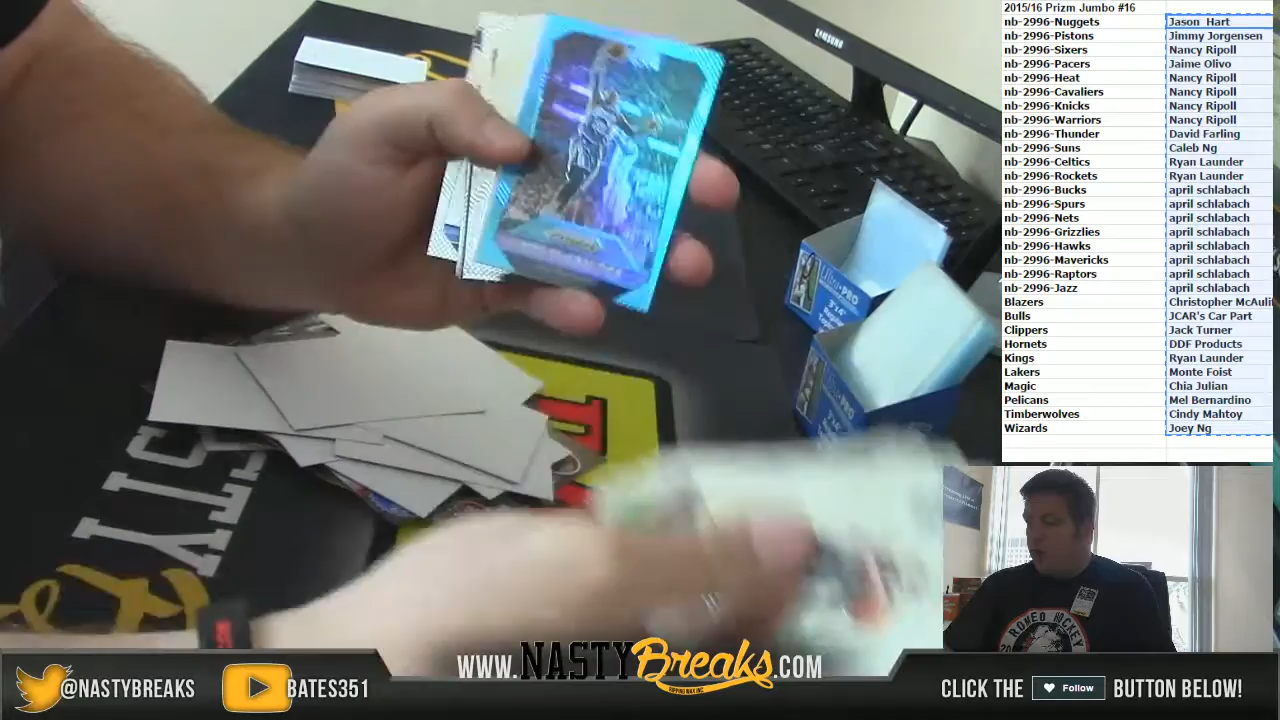 2015/16 Prizm Jumbo #16
nb-2996-Nuggets Jason Hart
nb-2996-Pistons Jimmy Jorgensen
nb-2996-Sixers Nancy Ripoll
nb-2996-Pacers Jaime Olivo
nb-2996-Heat Nancy Ripoll
nb-2996-Cavaliers Nancy Ripoll
nb-2996-Knicks Nancy Ripoll
nb-2996-Warriors Nancy Ripoll
nb-2996-Thunder David Farling
nb-2996-Suns Caleb Ng
nb-2996-Celtics Ryan Launder
nb-2996-Rockets Ryan Launder
nb-2996-Bucks april schlabach
nb-2996-Spurs april schlabach
nb-2996-Nets april schlabach
nb-2996-Grizzlies april schlabach
nb-2996-Hawks april schlabach
nb-2996-Mavericks april schlabach
nb-2996-Raptors april schlabach
nb-2996-Jazz april schlabach
Blazers Christopher McAuli
Bulls JCAR's Car Part
Clippers Jack Turner
Hornets DDF Products
Kings Ryan Launder
Lakers Monte Foist
Magic Chia Julian
Pelicans Mel Bernardino
Timberwolves Cindy Mahtoy
Wizards Joey Ng
SAMSUNG
Ultra PRO
ROMEO HOCKEY
WWW.NASTYBreaks.COM
@NASTYBREAKS
BATES351
CLICK THE Follow BUTTON BELOW!